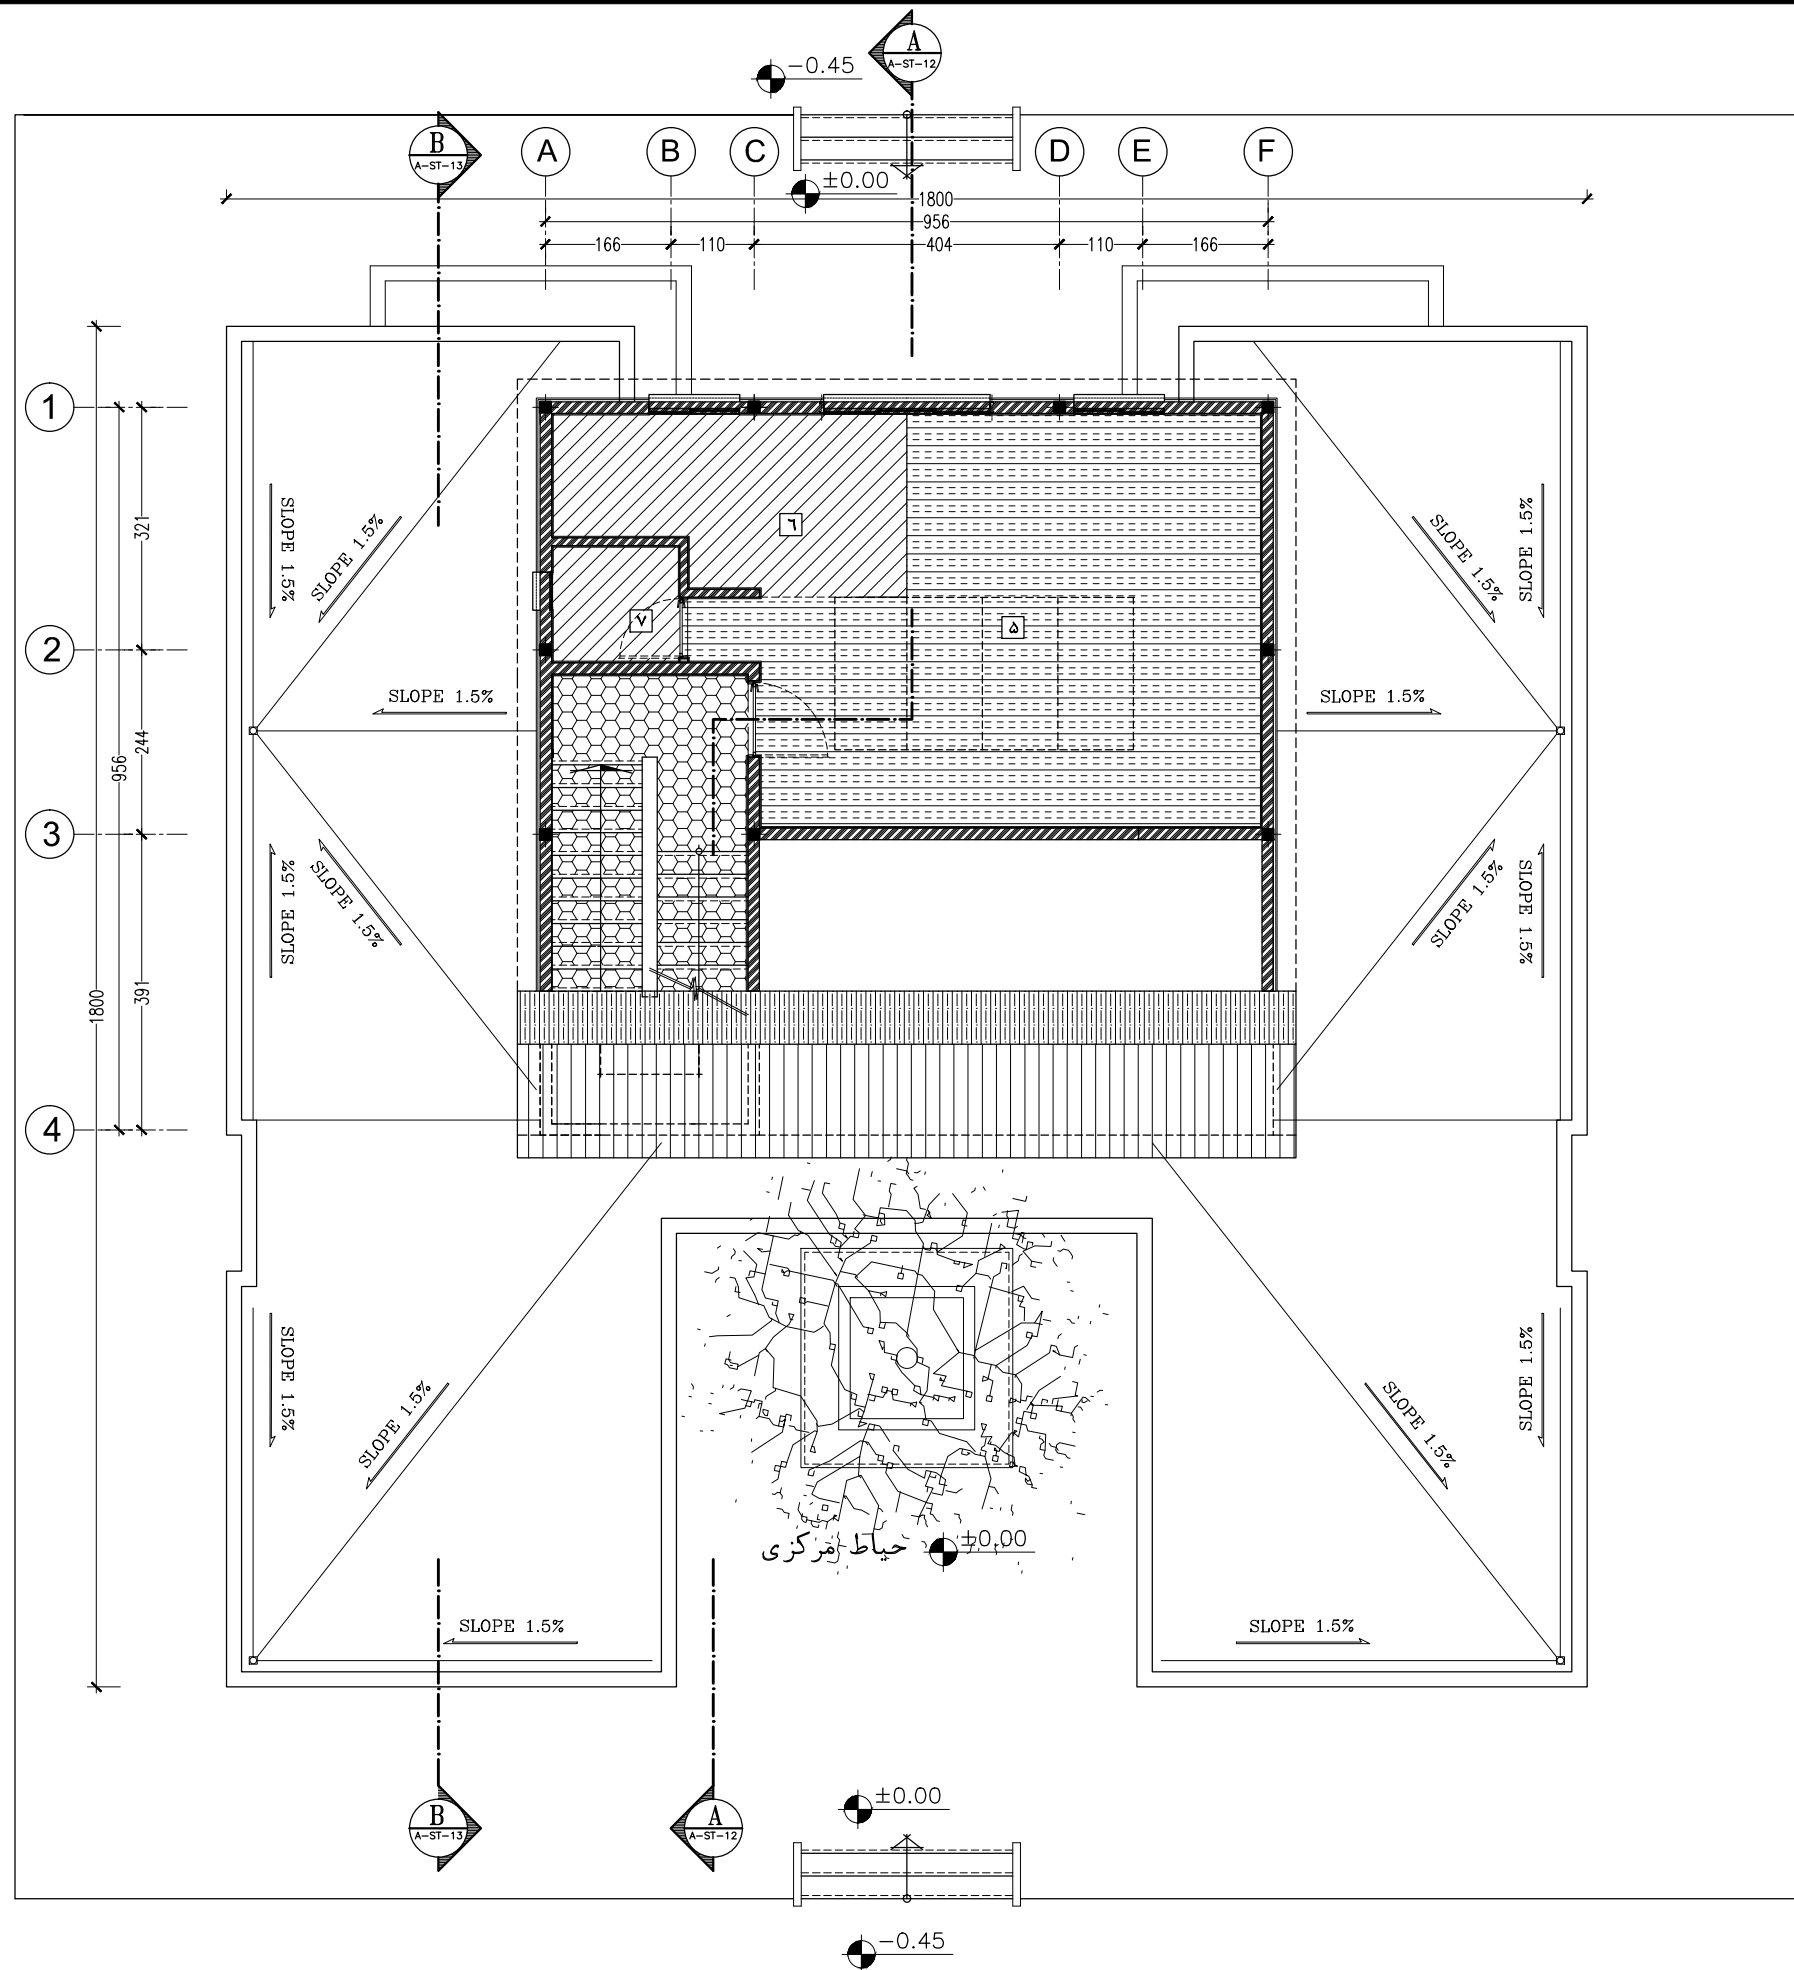 A
A-ST-12
-0.45
B
A-ST-13
A
B
C
D
E
F
±0.00
1800
956
166
110
404
110
166
1
2
3
4
321
244
391
956
1800
SLOPE 1.5%
SLOPE 1.5%
SLOPE 1.5%
SLOPE 1.5%
۶
۷
۵
SLOPE 1.5%
SLOPE 1.5%
SLOPE 1.5%
SLOPE 1.5%
SLOPE 1.5%
SLOPE 1.5%
SLOPE 1.5%
SLOPE 1.5%
SLOPE 1.5%
SLOPE 1.5%
حیاط مرکزی
±0.00
SLOPE 1.5%
SLOPE 1.5%
B
A-ST-13
A
A-ST-12
±0.00
-0.45